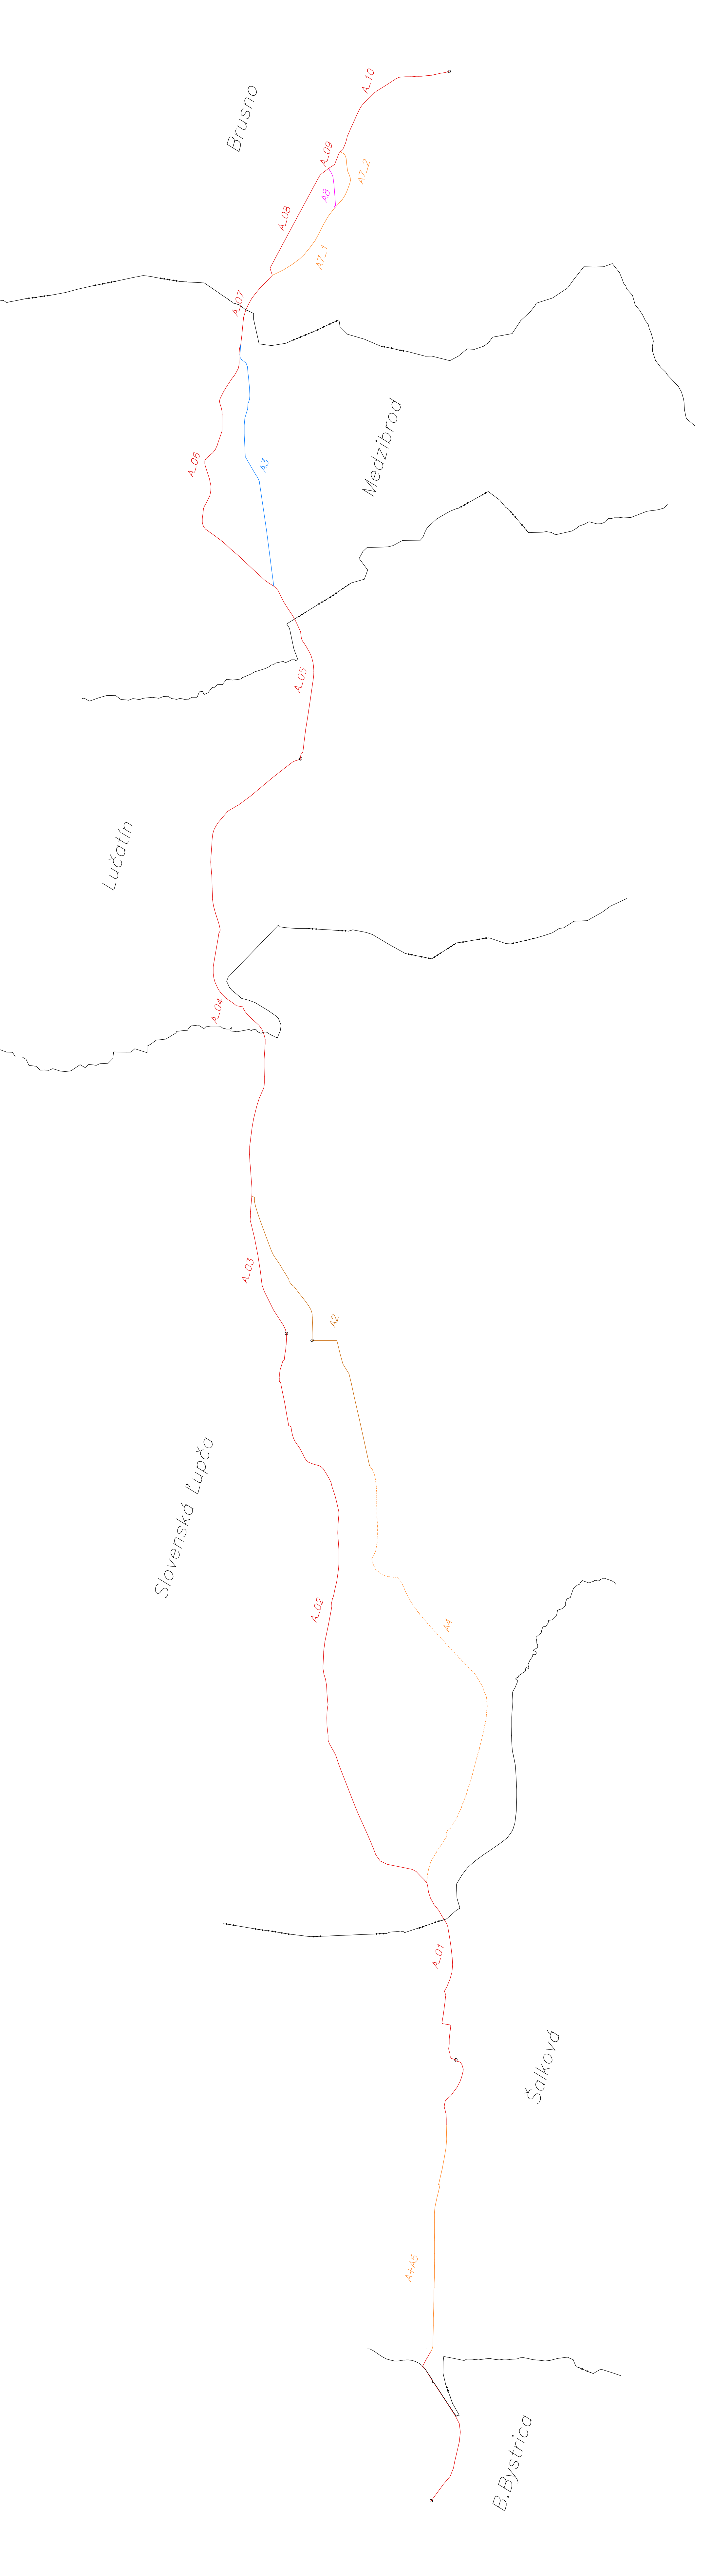 A_10
Brusno
A_09
A7_2
A8
A_08
A7_1
A_07
Medzibrod
A_06
A3
A_05
Lučatín
A_04
A_03
A2
Slovenská Ľupča
A_02
A4
A_01
Šalková
A+A5
B.Bystrica